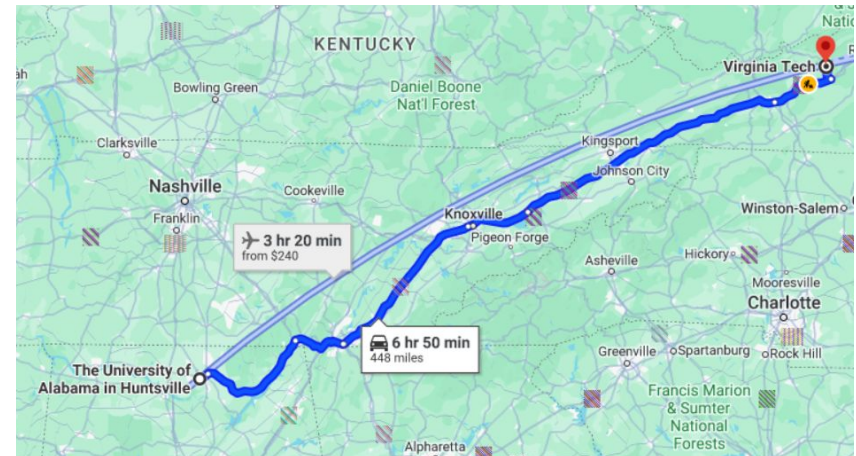 KENTUCKY
Bowling Green
Daniel Boone
Nat'l Forest
Virginia Tech
Clarksville
Kingsport
Johnson City
Nashville
Cookeville
Franklin
Knoxville
Pigeon Forge
Winston-Salem
3 hr 20 min
from $240
Asheville
Hickory
Mooresville
Charlotte
6 hr 50 min
448 miles
The University of
Alabama in Huntsville
Greenville
Spartanburg
Rock Hill
Francis Marion
& Sumter
National
Forests
Alpharetta